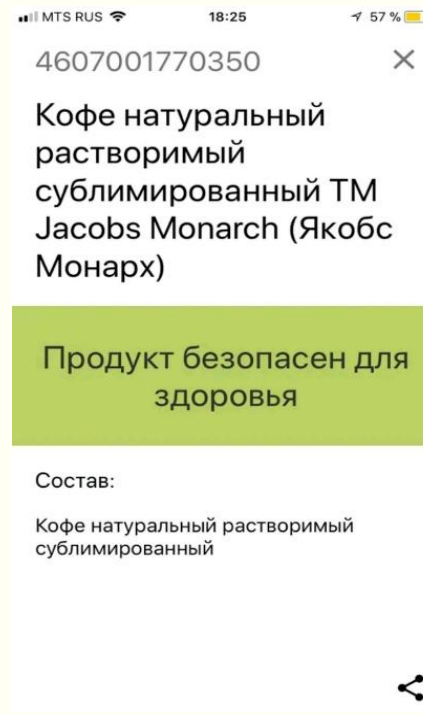 MTS RUS 18:25 57 %
4607001770350
Кофе натуральный
растворимый
сублимированный ТМ
Jacobs Monarch (Якобс
Монарх)
Продукт безопасен для
здоровья
Состав:
Кофе натуральный растворимый
сублимированный